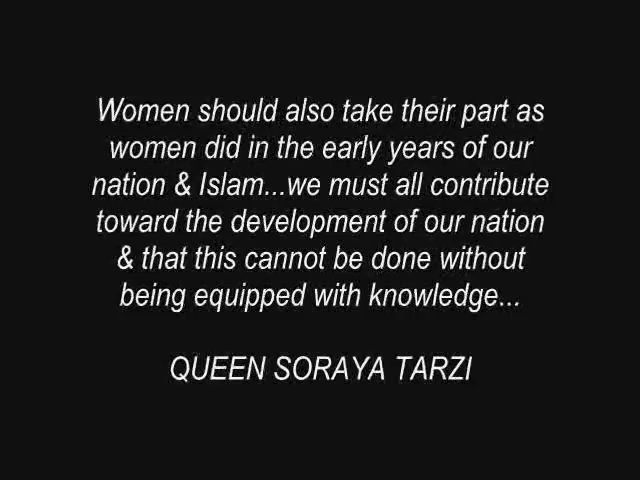 Women should also take their part as
women did in the early years of our
nation & Islam...we must all contribute
toward the development of our nation
& that this cannot be done without
being equipped with knowledge...
QUEEN SORAYA TARZI